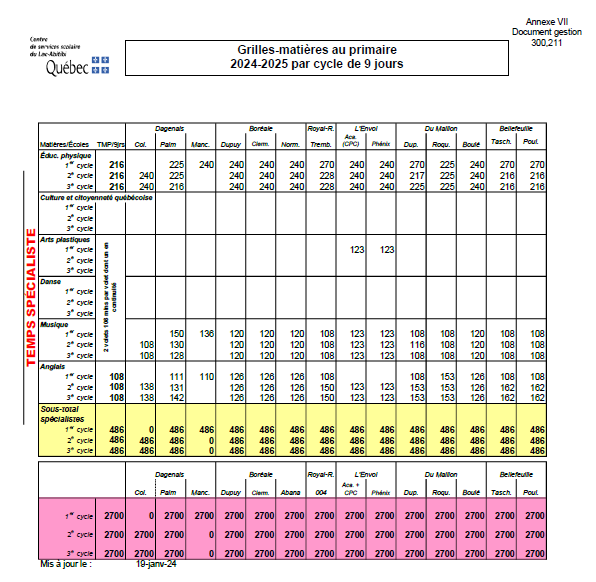 Annexe VII
Document gestion
300,211
Centre
de services scolaire
du Lac-Abitibi
Québec
Grilles-matières au primaire
2024-2025 par cycle de 9 jours
Dagenais Boréale Royal-R. L'Envol Du Maillon Bellefeuille
Matières/Écoles TMP/9jrs Col. Palm Manc. Dupuy Clerm. Norm. Tremb. Aca. (CPC) Phénix Dup. Roqu. Boulé Tasch. Poul.
TEMPS SPÉCIALISTE
Éduc. physique
1er cycle 216 225 240 240 240 240 270 240 240 270 225 240 270 270
2e cycle 216 240 225 240 240 240 228 240 240 217 225 240 216 216
3e cycle 216 240 216 240 240 240 228 240 240 225 225 240 216 216
Culture et citoyenneté québécoise
1er cycle
2e cycle
3e cycle
2 volets 108 mins par volet dont un en continuité
Arts plastiques
1er cycle 123 123
2e cycle
3e cycle
Danse
1er cycle
2e cycle
3e cycle
Musique
1er cycle 150 136 120 120 120 108 123 123 108 108 120 108 108
2e cycle 108 130 120 120 120 108 123 123 116 108 120 108 108
3e cycle 108 128 120 120 120 108 123 123 108 108 120 108 108
Anglais
1er cycle 108 111 110 126 126 126 108 108 153 126 108 108
2e cycle 108 138 131 126 126 126 150 123 123 153 153 126 162 162
3e cycle 108 138 142 126 126 126 150 123 123 153 153 126 162 162
Sous-total
spécialistes
1er cycle 486 0 486 486 486 486 486 486 486 486 486 486 486 486 486
2e cycle 486 486 486 0 486 486 486 486 486 486 486 486 486 486 486
3e cycle 486 486 486 0 486 486 486 486 486 486 486 486 486 486 486
Dagenais Boréale Royal-R. L'Envol Du Maillon Bellefeuille
Col. Palm Manc. Dupuy Clerm. Abana 004 Aca. + CPC Phénix Dup. Roqu. Boulé Tasch. Poul.
1er cycle 2700 0 2700 2700 2700 2700 2700 2700 2700 2700 2700 2700 2700 2700 2700
2e cycle 2700 2700 2700 0 2700 2700 2700 2700 2700 2700 2700 2700 2700 2700 2700
3e cycle 2700 2700 2700 0 2700 2700 2700 2700 2700 2700 2700 2700 2700 2700 2700
Mis à jour le : 19-janv-24